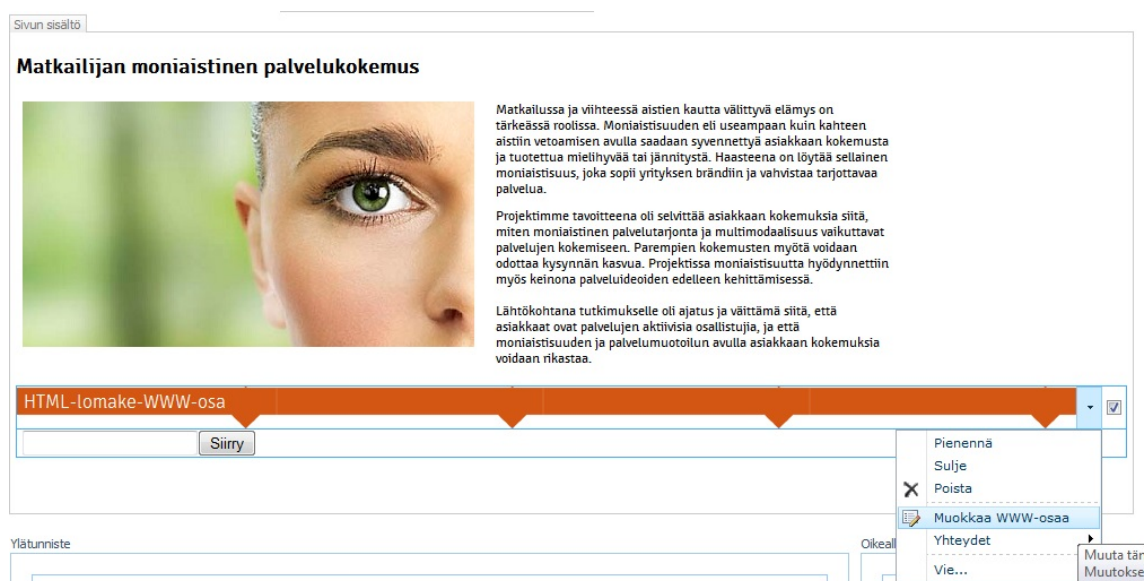 Sivun sisältö
Matkailijan moniaistinen palvelukokemus
Matkailussa ja viihteessä aistien kautta välittyvä elämys on
tärkeässä roolissa. Moniaistisuuden eli useampaan kuin kahteen
aistiin vetoamisen avulla saadaan syvennettyä asiakkaan kokemusta
ja tuotettua mielihyvää tai jännitystä. Haasteena on löytää sellainen
moniaistisuus, joka sopii yrityksen brändiin ja vahvistaa tarjottavaa
palvelua.
Projektimme tavoitteena oli selvittää asiakkaan kokemuksia siitä,
miten moniaistinen palvelutarjonta ja multimodaalisuus vaikuttavat
palvelujen kokemiseen. Parempien kokemusten myötä voidaan
odottaa kysynnän kasvua. Projektissa moniaistisuutta hyödynnettiin
myös keinona palveluideoiden edelleen kehittämisessä.
Lähtökohtana tutkimukselle oli ajatus ja väittämä siitä, että
asiakkaat ovat palvelujen aktiivisia osallistujia, ja että
moniaistisuuden ja palvelumuotoilun avulla asiakkaan kokemuksia
voidaan rikastaa.
HTML-lomake-WWW-osa
Siirry
Pienennä
Sulje
Poista
Muokkaa WWW-osaa
Yhteydet
Vie...
Ylätunniste
Oikeall
Muuta tän
Muutokse